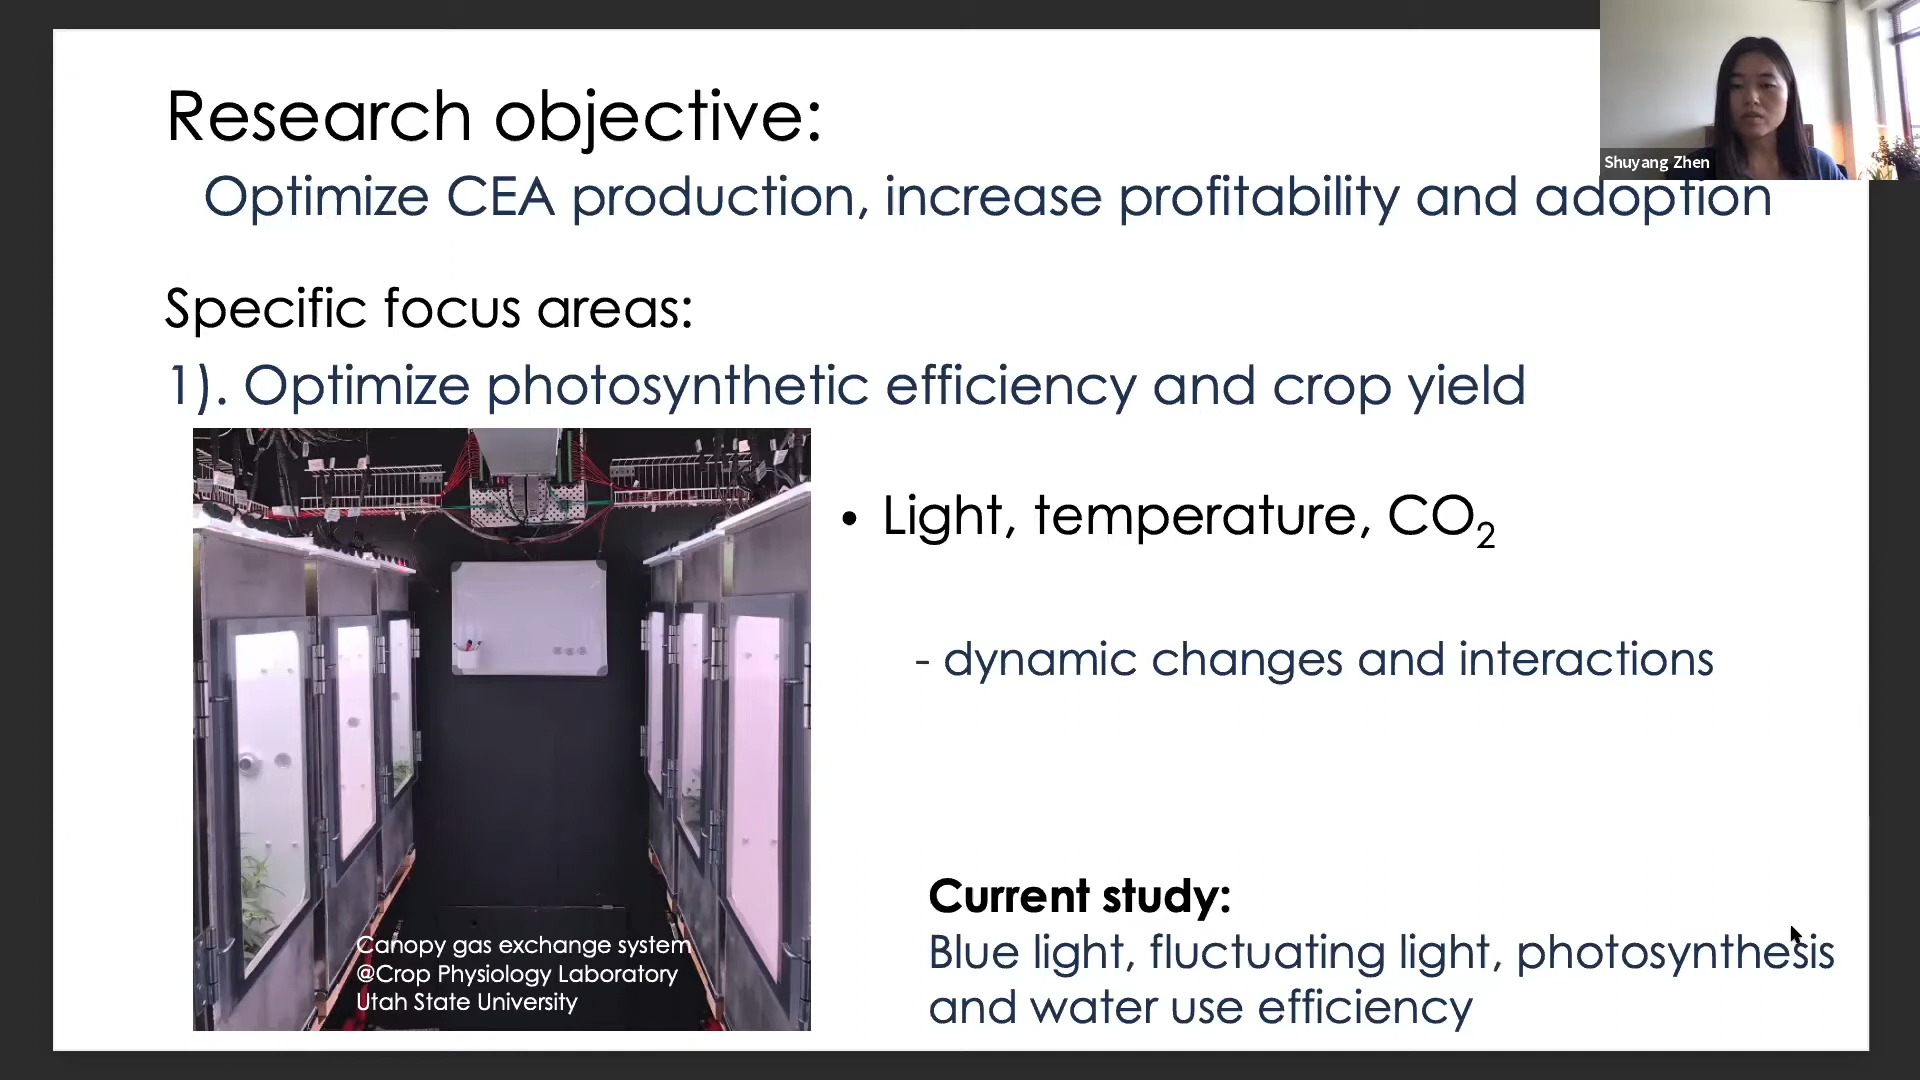 Research objective:
Shuyang Zhen
Optimize CEA production, increase profitability and adoption
Specific focus areas:
1). Optimize photosynthetic efficiency and crop yield
• Light, temperature, CO₂
- dynamic changes and interactions
Canopy gas exchange system
@Crop Physiology Laboratory
Utah State University
Current study:
Blue light, fluctuating light, photosynthesis
and water use efficiency